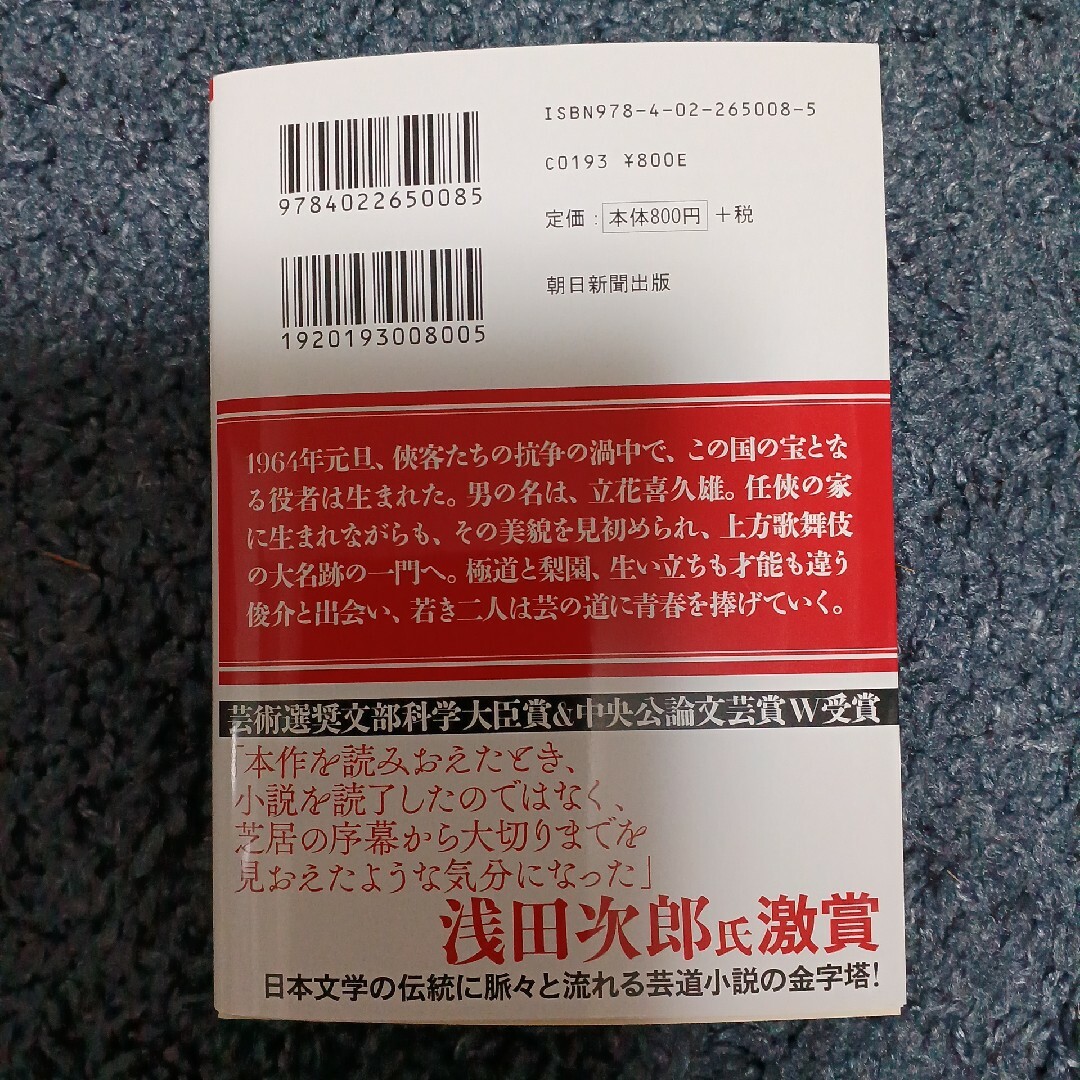 ISBN978-4-02-265008-5
C0193 ¥800E
定価：本体800円＋税
朝日新聞出版
9784022650085
1920193008005
1964年元旦、俠客たちの抗争の渦中で、この国の宝とな
る役者は生まれた。男の名は、立花喜久雄。任俠の家
に生まれながらも、その美貌を見初められ、上方歌舞伎
の大名跡の一門へ。極道と梨園、生い立ちも才能も違う
俊介と出会い、若き二人は芸の道に青春を捧げていく。
芸術選奨文部科学大臣賞&中央公論文芸賞W受賞
「本作を読みおえたとき、
小説を読了したのではなく、
芝居の序幕から大切りまでを
見おえたような気分になった」
浅田次郎氏激賞
日本文学の伝統に脈々と流れる芸道小説の金字塔!